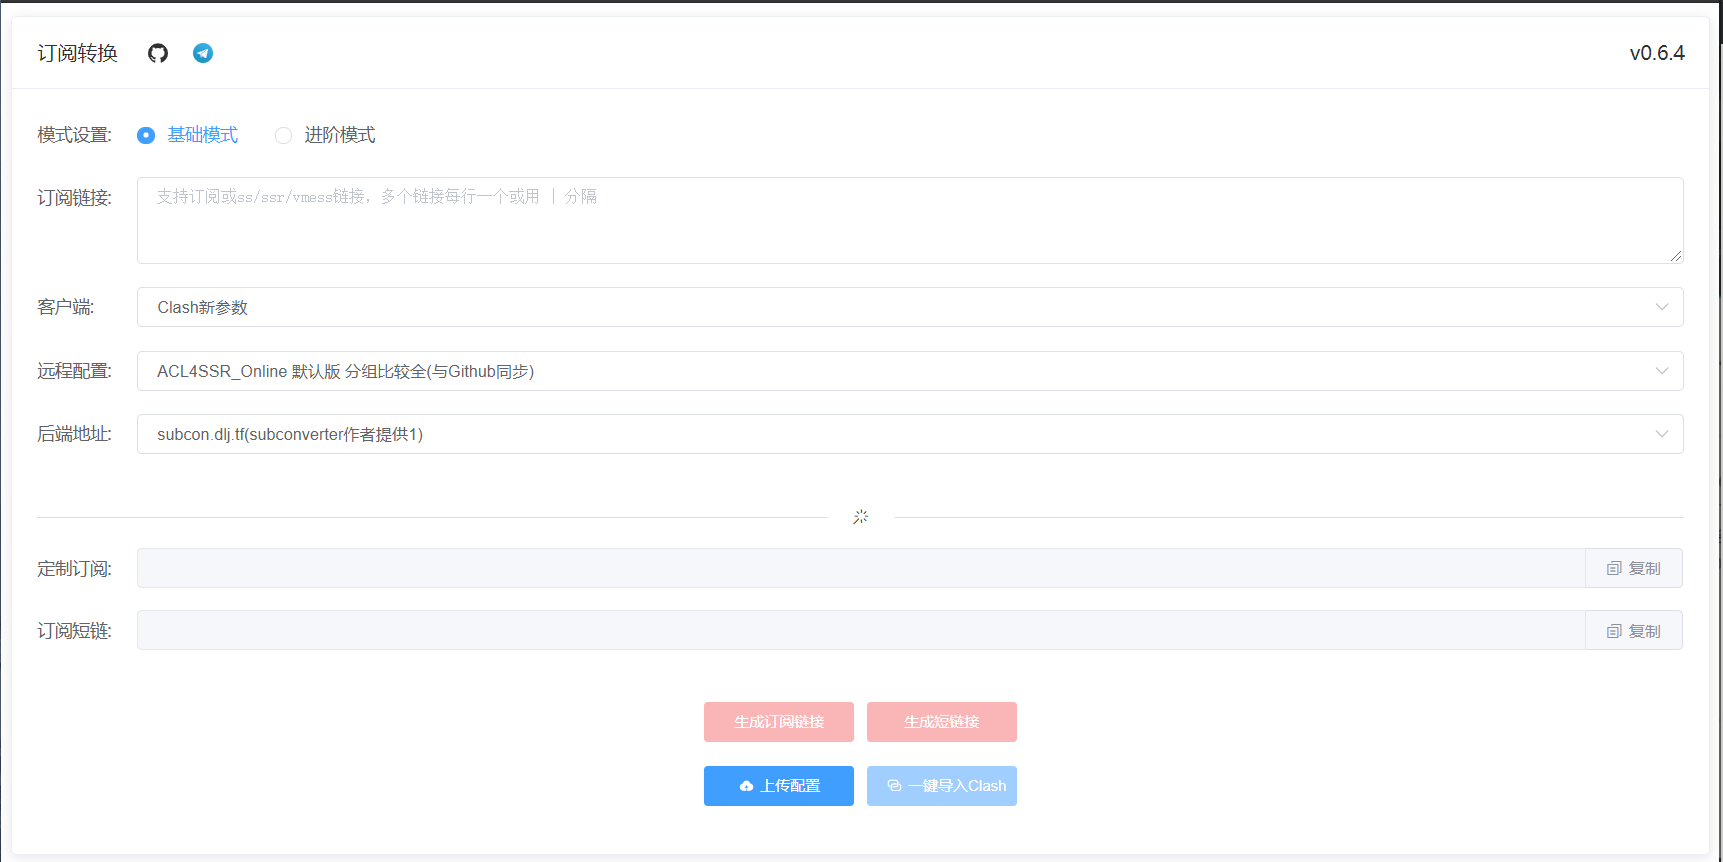 订阅转换 v0.6.4
模式设置: 基础模式 进阶模式
订阅链接: 支持订阅或ss/ssr/vmess链接，多个链接每行一个或用 | 分隔
客户端: Clash新参数
远程配置: ACL4SSR_Online 默认版 分组比较全(与Github同步)
后端地址: subcon.dlj.tf(subconverter作者提供1)
定制订阅: 复制
订阅短链: 复制
生成订阅链接 生成短链接
上传配置 一键导入Clash